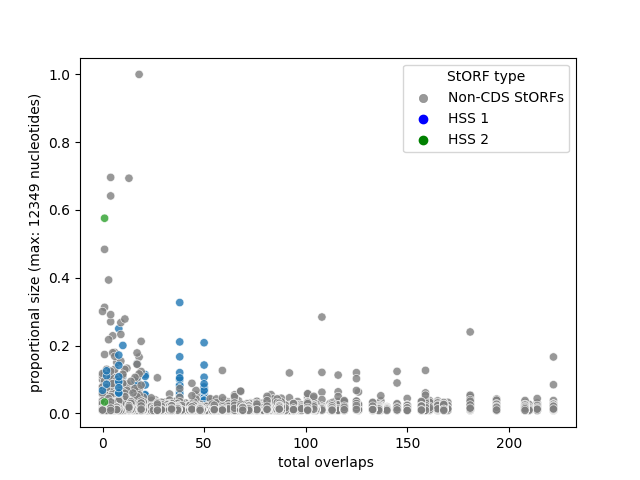 StORF type
Non-CDS StORFs
HSS 1
HSS 2
1.0
0.8
0.6
0.4
0.2
0.0
proportional size (max: 12349 nucleotides)
0
50
100
150
200
total overlaps